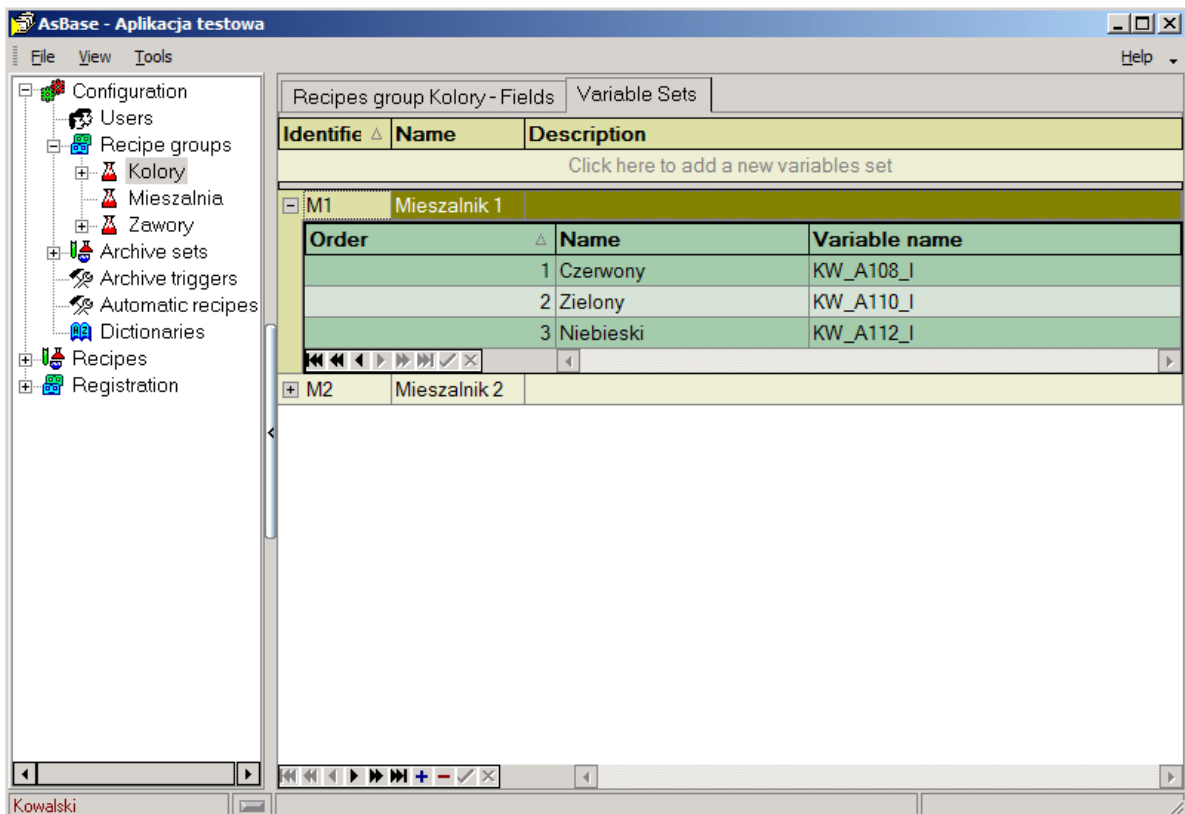 AsBase - Aplikacja testowa
File View Tools Help
Configuration
Users
Recipe groups
Kolory
Mieszalnia
Zawory
Archive sets
Archive triggers
Automatic recipes
Dictionaries
Recipes
Registration
Recipes group Kolory - Fields Variable Sets
Identifie Name Description
Click here to add a new variables set
M1 Mieszalnik 1
Order Name Variable name
1 Czerwony KW_A108_I
2 Zielony KW_A110_I
3 Niebieski KW_A112_I
M2 Mieszalnik 2
Kowalski